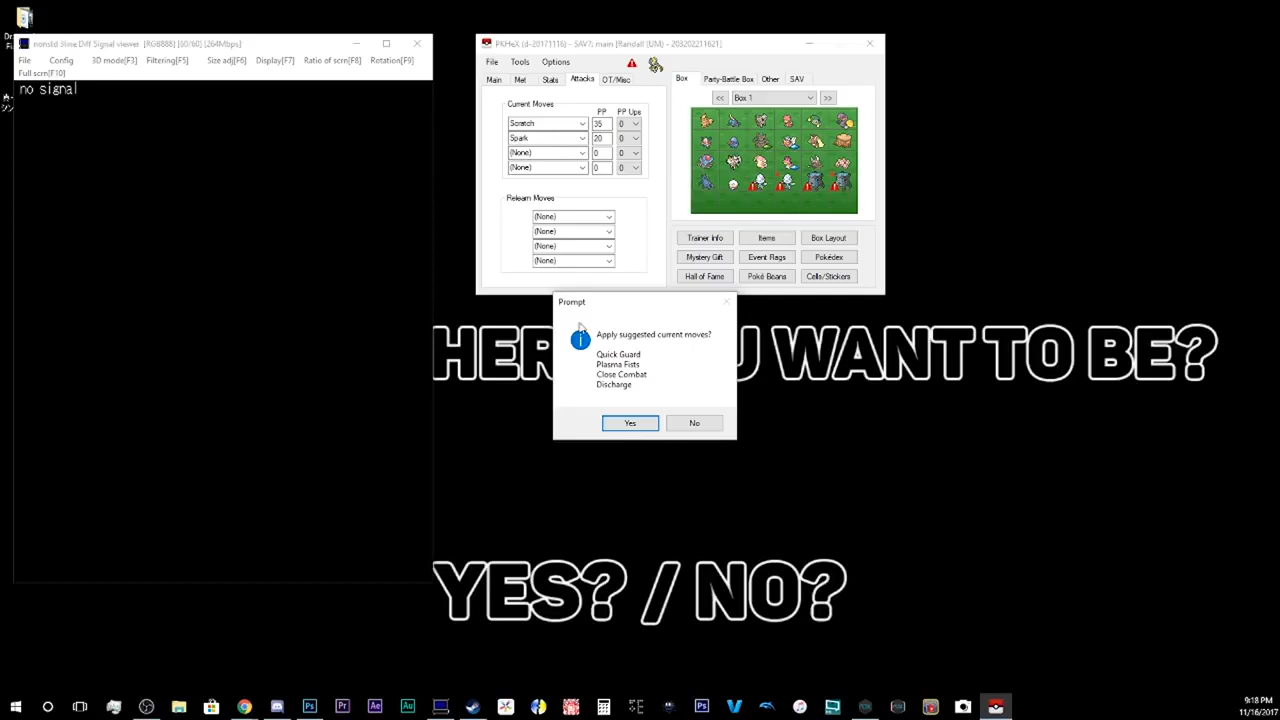 nonstd 3line Diff Signal viewer [RGB888] [60/60] [264Mbps]
File Config 3D mode[F3] Filtering[F5] Size adj[F6] Display[F7] Ratio of scrn[F8] Rotation[F9]
Full scrn[F10]
no signal
PKHeX (d-20171116) - SAV7: main [Randall (UM) - 203202211621]
File Tools Options
Main Met Stats Attacks OT/Misc
Current Moves
PP PP Ups
Scratch 35 0
Spark 20 0
(None) 0 0
(None) 0 0
Relearn Moves
(None)
(None)
(None)
(None)
Box Party-Battle Box Other SAV
<< Box 1 >>
Trainer Info Items Box Layout
Mystery Gift Event Flags Pokédex
Hall of Fame Poké Beans Cells/Stickers
Prompt
Apply suggested current moves?
Quick Guard
Plasma Fists
Close Combat
Discharge
Yes No
HER U WANT TO BE?
YES? / NO?
9:18 PM
11/16/2017